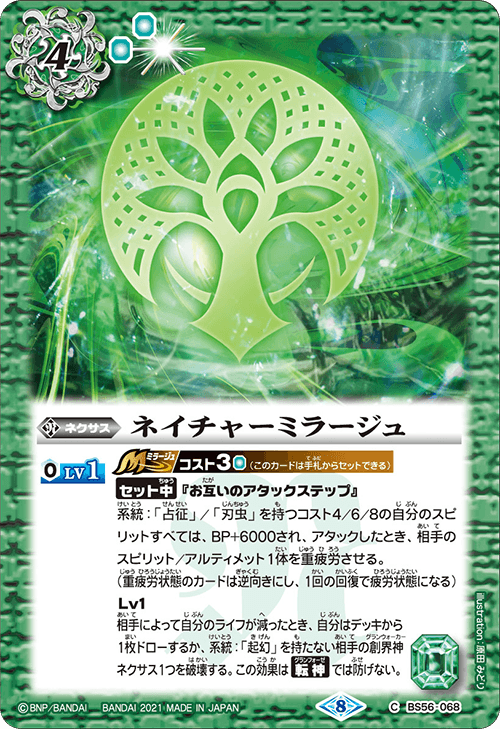 4
ネクサス ネイチャーミラージュ
0 LV1
ミラージュ コスト3(このカードは手札からセットできる)
セット中『お互いのアタックステップ』
系統:「占征」/「刃虫」を持つコスト4/6/8の自分のスピ
リットすべては、BP+6000され、アタックしたとき、相手の
スピリット/アルティメット1体を重疲労させる。
(重疲労状態のカードは逆向きにし、1回の回復で疲労状態になる)
Lv1
相手によって自分のライフが減ったとき、自分はデッキから
1枚ドローするか、系統:「起幻」を持たない相手の創界神
ネクサス1つを破壊する。この効果は転神では防げない。
illustration:原田みどり
©BNP/BANDAI BANDAI 2021 MADE IN JAPAN 8 C BS56-068